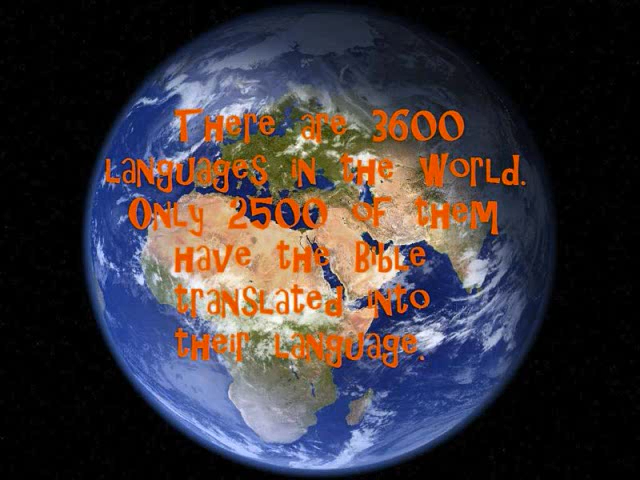 There are 3600
languages in the World.
Only 2500 of them
have the Bible
translated into
their language.